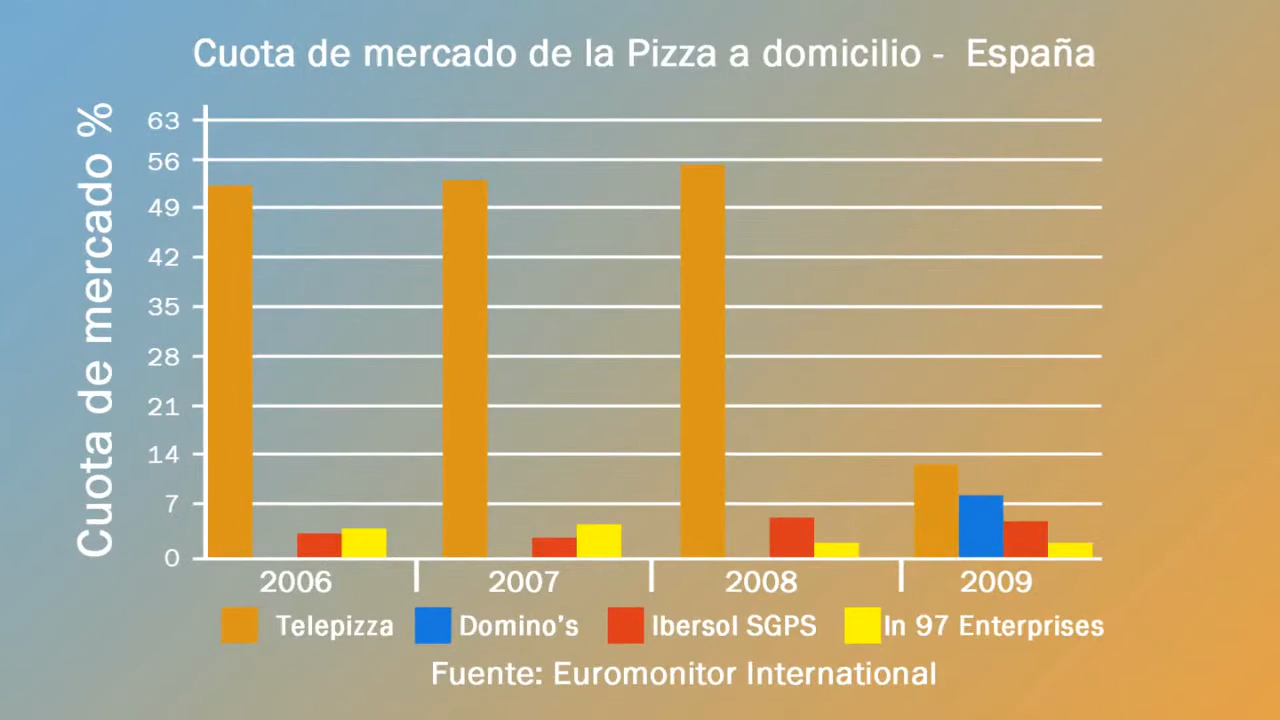 Cuota de mercado de la Pizza a domicilio - España
Cuota de mercado %
63
56
49
42
35
28
21
14
7
0
2006 2007 2008 2009
Telepizza Domino's Ibersol SGPS In 97 Enterprises
Fuente: Euromonitor International